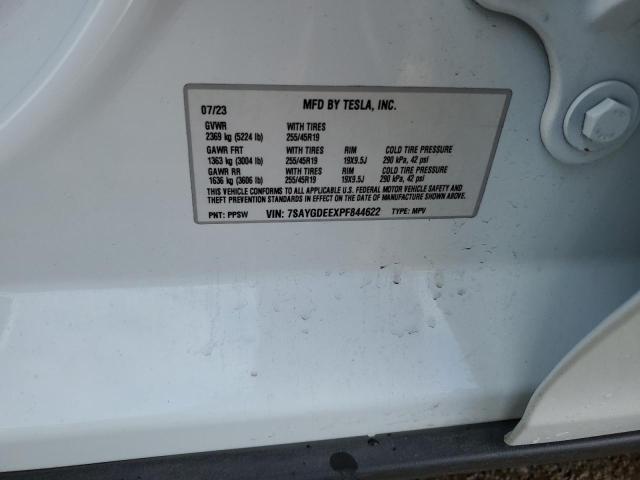 07/23 MFD BY TESLA, INC.
GVWR WITH TIRES
2369 kg (5224 lb) 255/45R19
GAWR FRT WITH TIRES RIM COLD TIRE PRESSURE
1363 kg (3004 lb) 255/45R19 19X9.5J 290 kPa, 42 psi
GAWR RR WITH TIRES RIM COLD TIRE PRESSURE
1636 kg (3606 lb) 255/45R19 19X9.5J 290 kPa, 42 psi
THIS VEHICLE CONFORMS TO ALL APPLICABLE U.S. FEDERAL MOTOR VEHICLE SAFETY AND
THEFT PREVENTION STANDARDS IN EFFECT ON THE DATE OF MANUFACTURE SHOWN ABOVE.
PNT: PPSW VIN: 7SAYGDEEXPF844622 TYPE: MPV